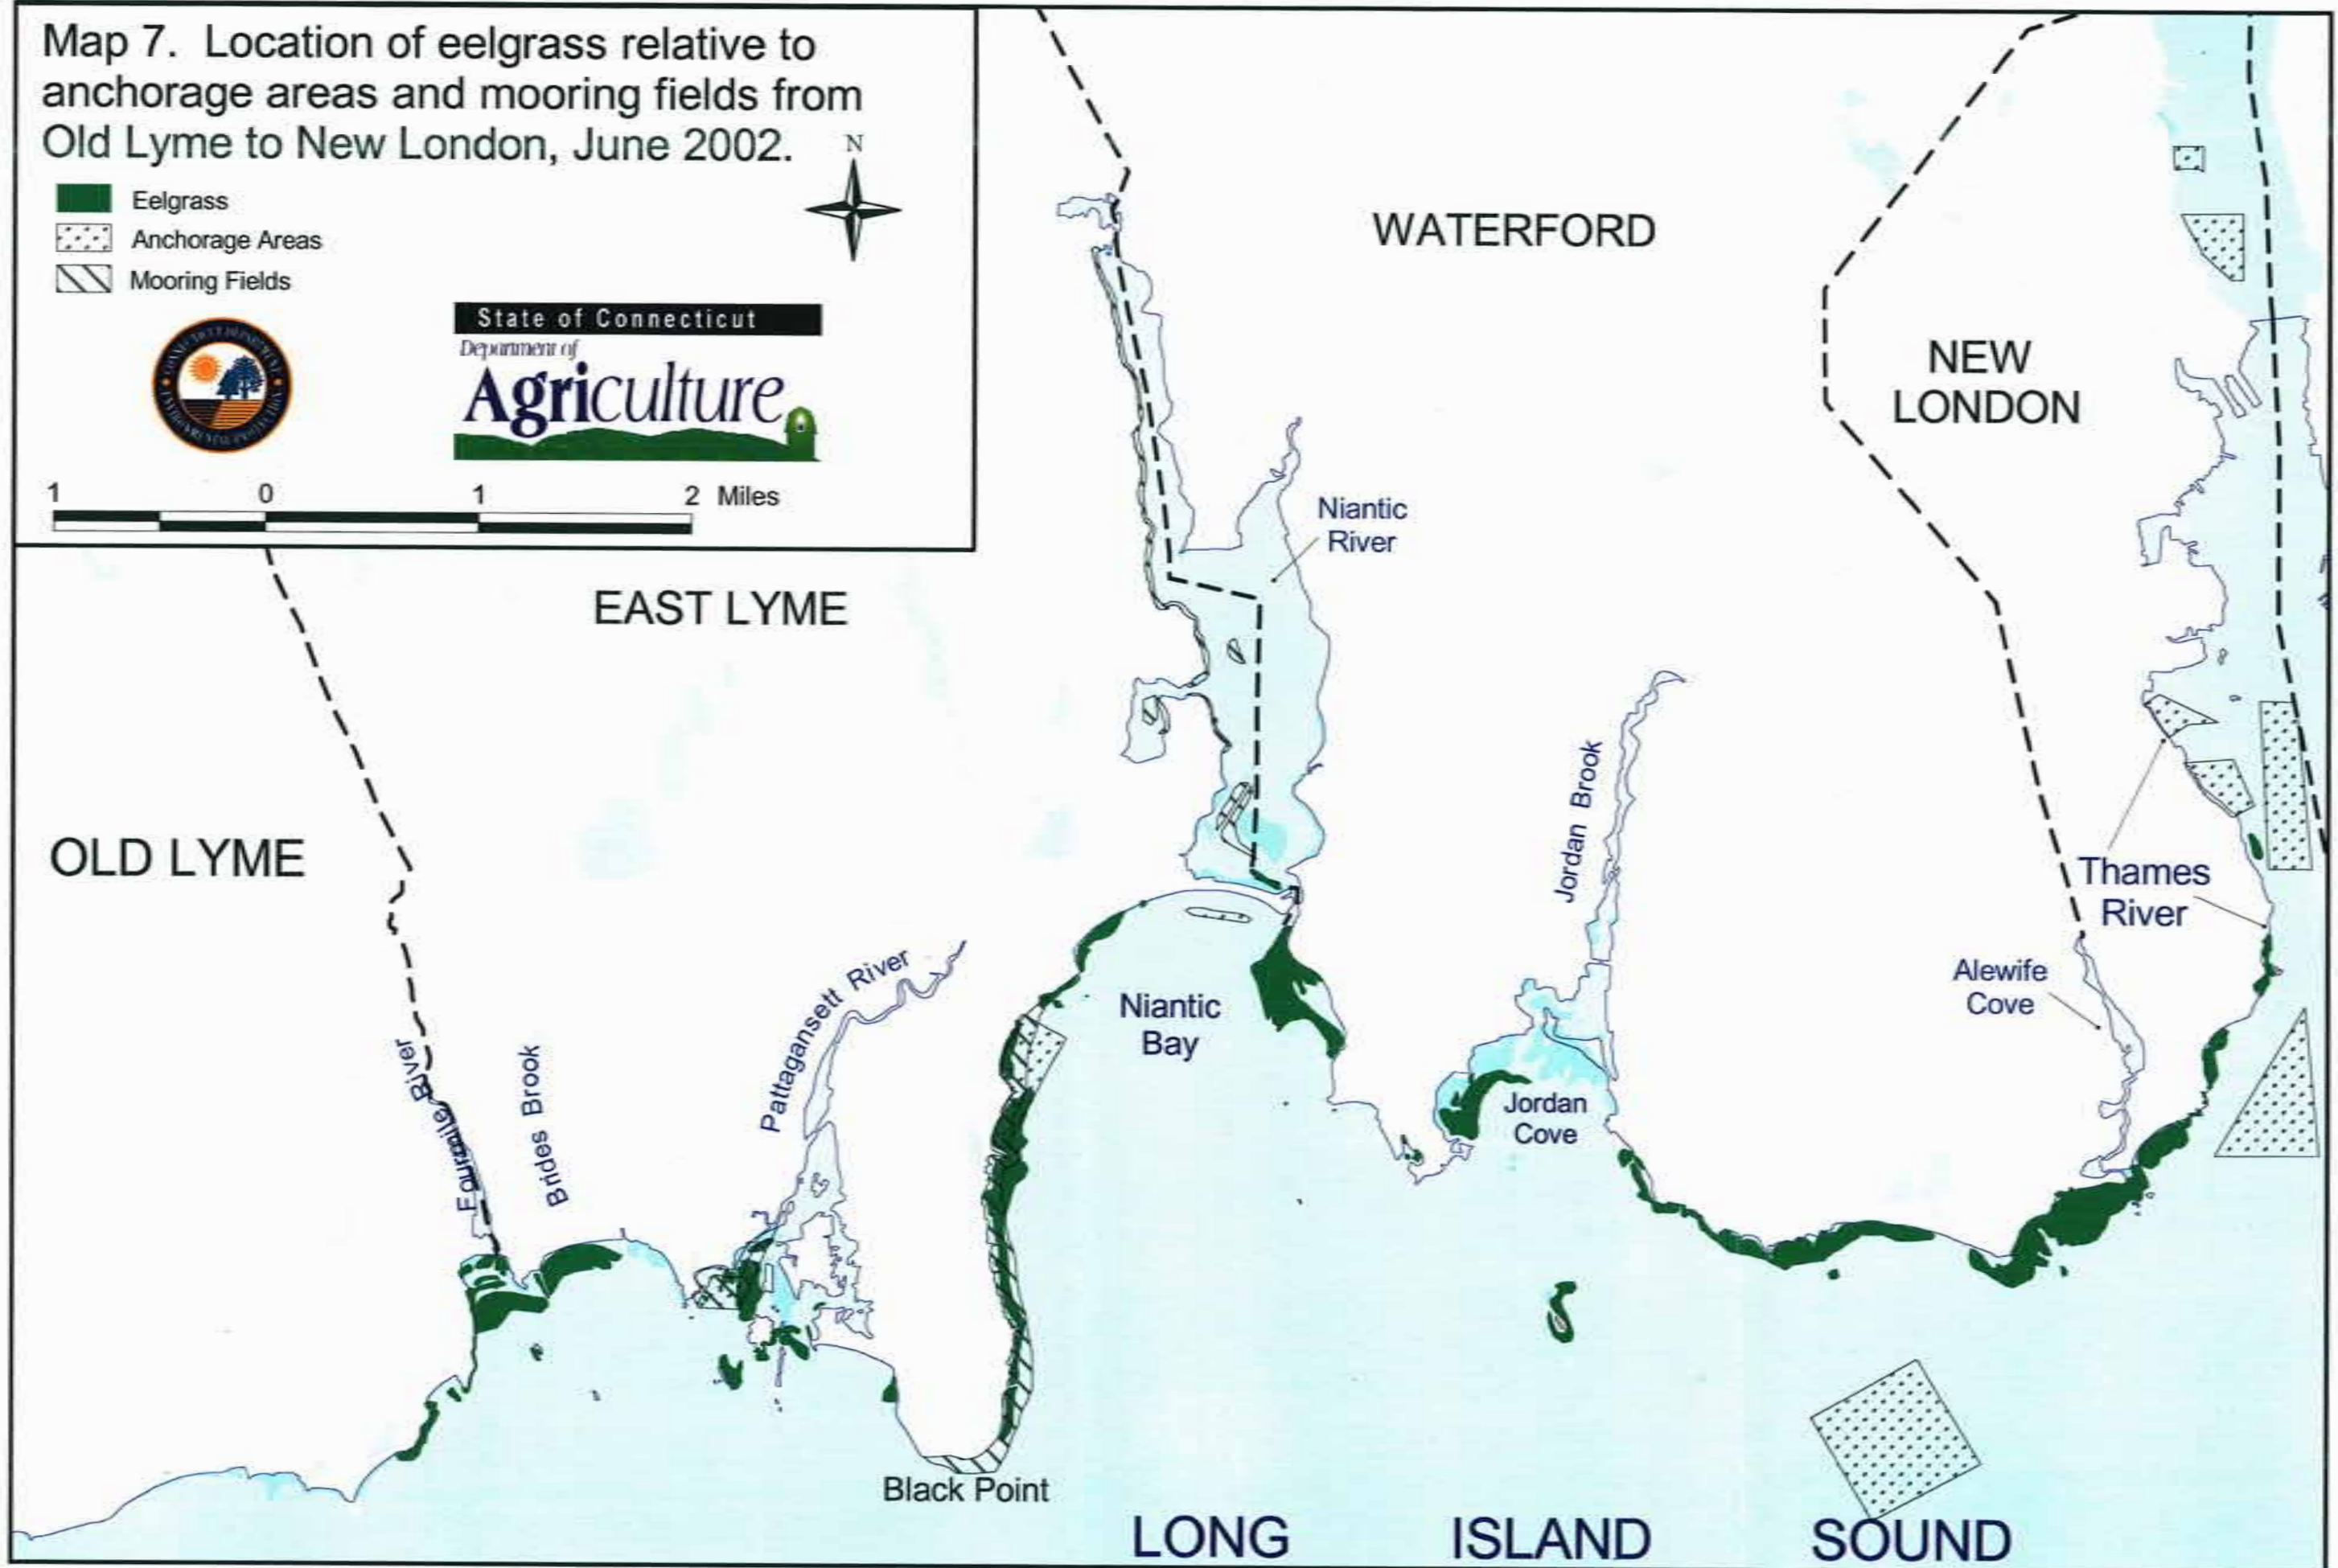 Map 7. Location of eelgrass relative to
anchorage areas and mooring fields from
Old Lyme to New London, June 2002.
N
Eelgrass
Anchorage Areas
Mooring Fields
State of Connecticut
Department of
Agriculture
1 0 1 2 Miles
WATERFORD
NEW
LONDON
Niantic
River
EAST LYME
OLD LYME
Jordan Brook
Thames
River
Alewife
Cove
Niantic
Bay
Pattagansett River
Fourmile River
Brides Brook
Jordan
Cove
Black Point
LONG ISLAND SOUND